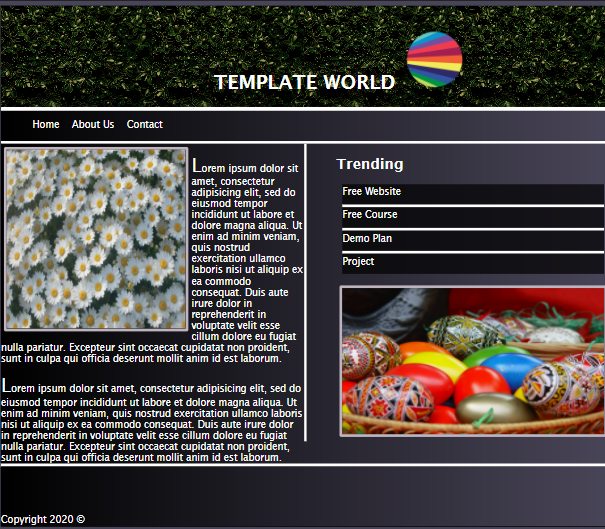 TEMPLATE WORLD
Home About Us Contact
Lorem ipsum dolor sit
amet, consectetur
adipisicing elit, sed do
eiusmod tempor
incididunt ut labore et
dolore magna aliqua. Ut
enim ad minim veniam,
quis nostrud
exercitation ullamco
laboris nisi ut aliquip ex
ea commodo
consequat. Duis aute
irure dolor in
reprehenderit in
voluptate velit esse
cillum dolore eu fugiat
nulla pariatur. Excepteur sint occaecat cupidatat non proident,
sunt in culpa qui officia deserunt mollit anim id est laborum.
Lorem ipsum dolor sit amet, consectetur adipisicing elit, sed do
eiusmod tempor incididunt ut labore et dolore magna aliqua. Ut
enim ad minim veniam, quis nostrud exercitation ullamco laboris
nisi ut aliquip ex ea commodo consequat. Duis aute irure dolor
in reprehenderit in voluptate velit esse cillum dolore eu fugiat
nulla pariatur. Excepteur sint occaecat cupidatat non proident,
sunt in culpa qui officia deserunt mollit anim id est laborum.
Trending
Free Website
Free Course
Demo Plan
Project
Copyright 2020 ©